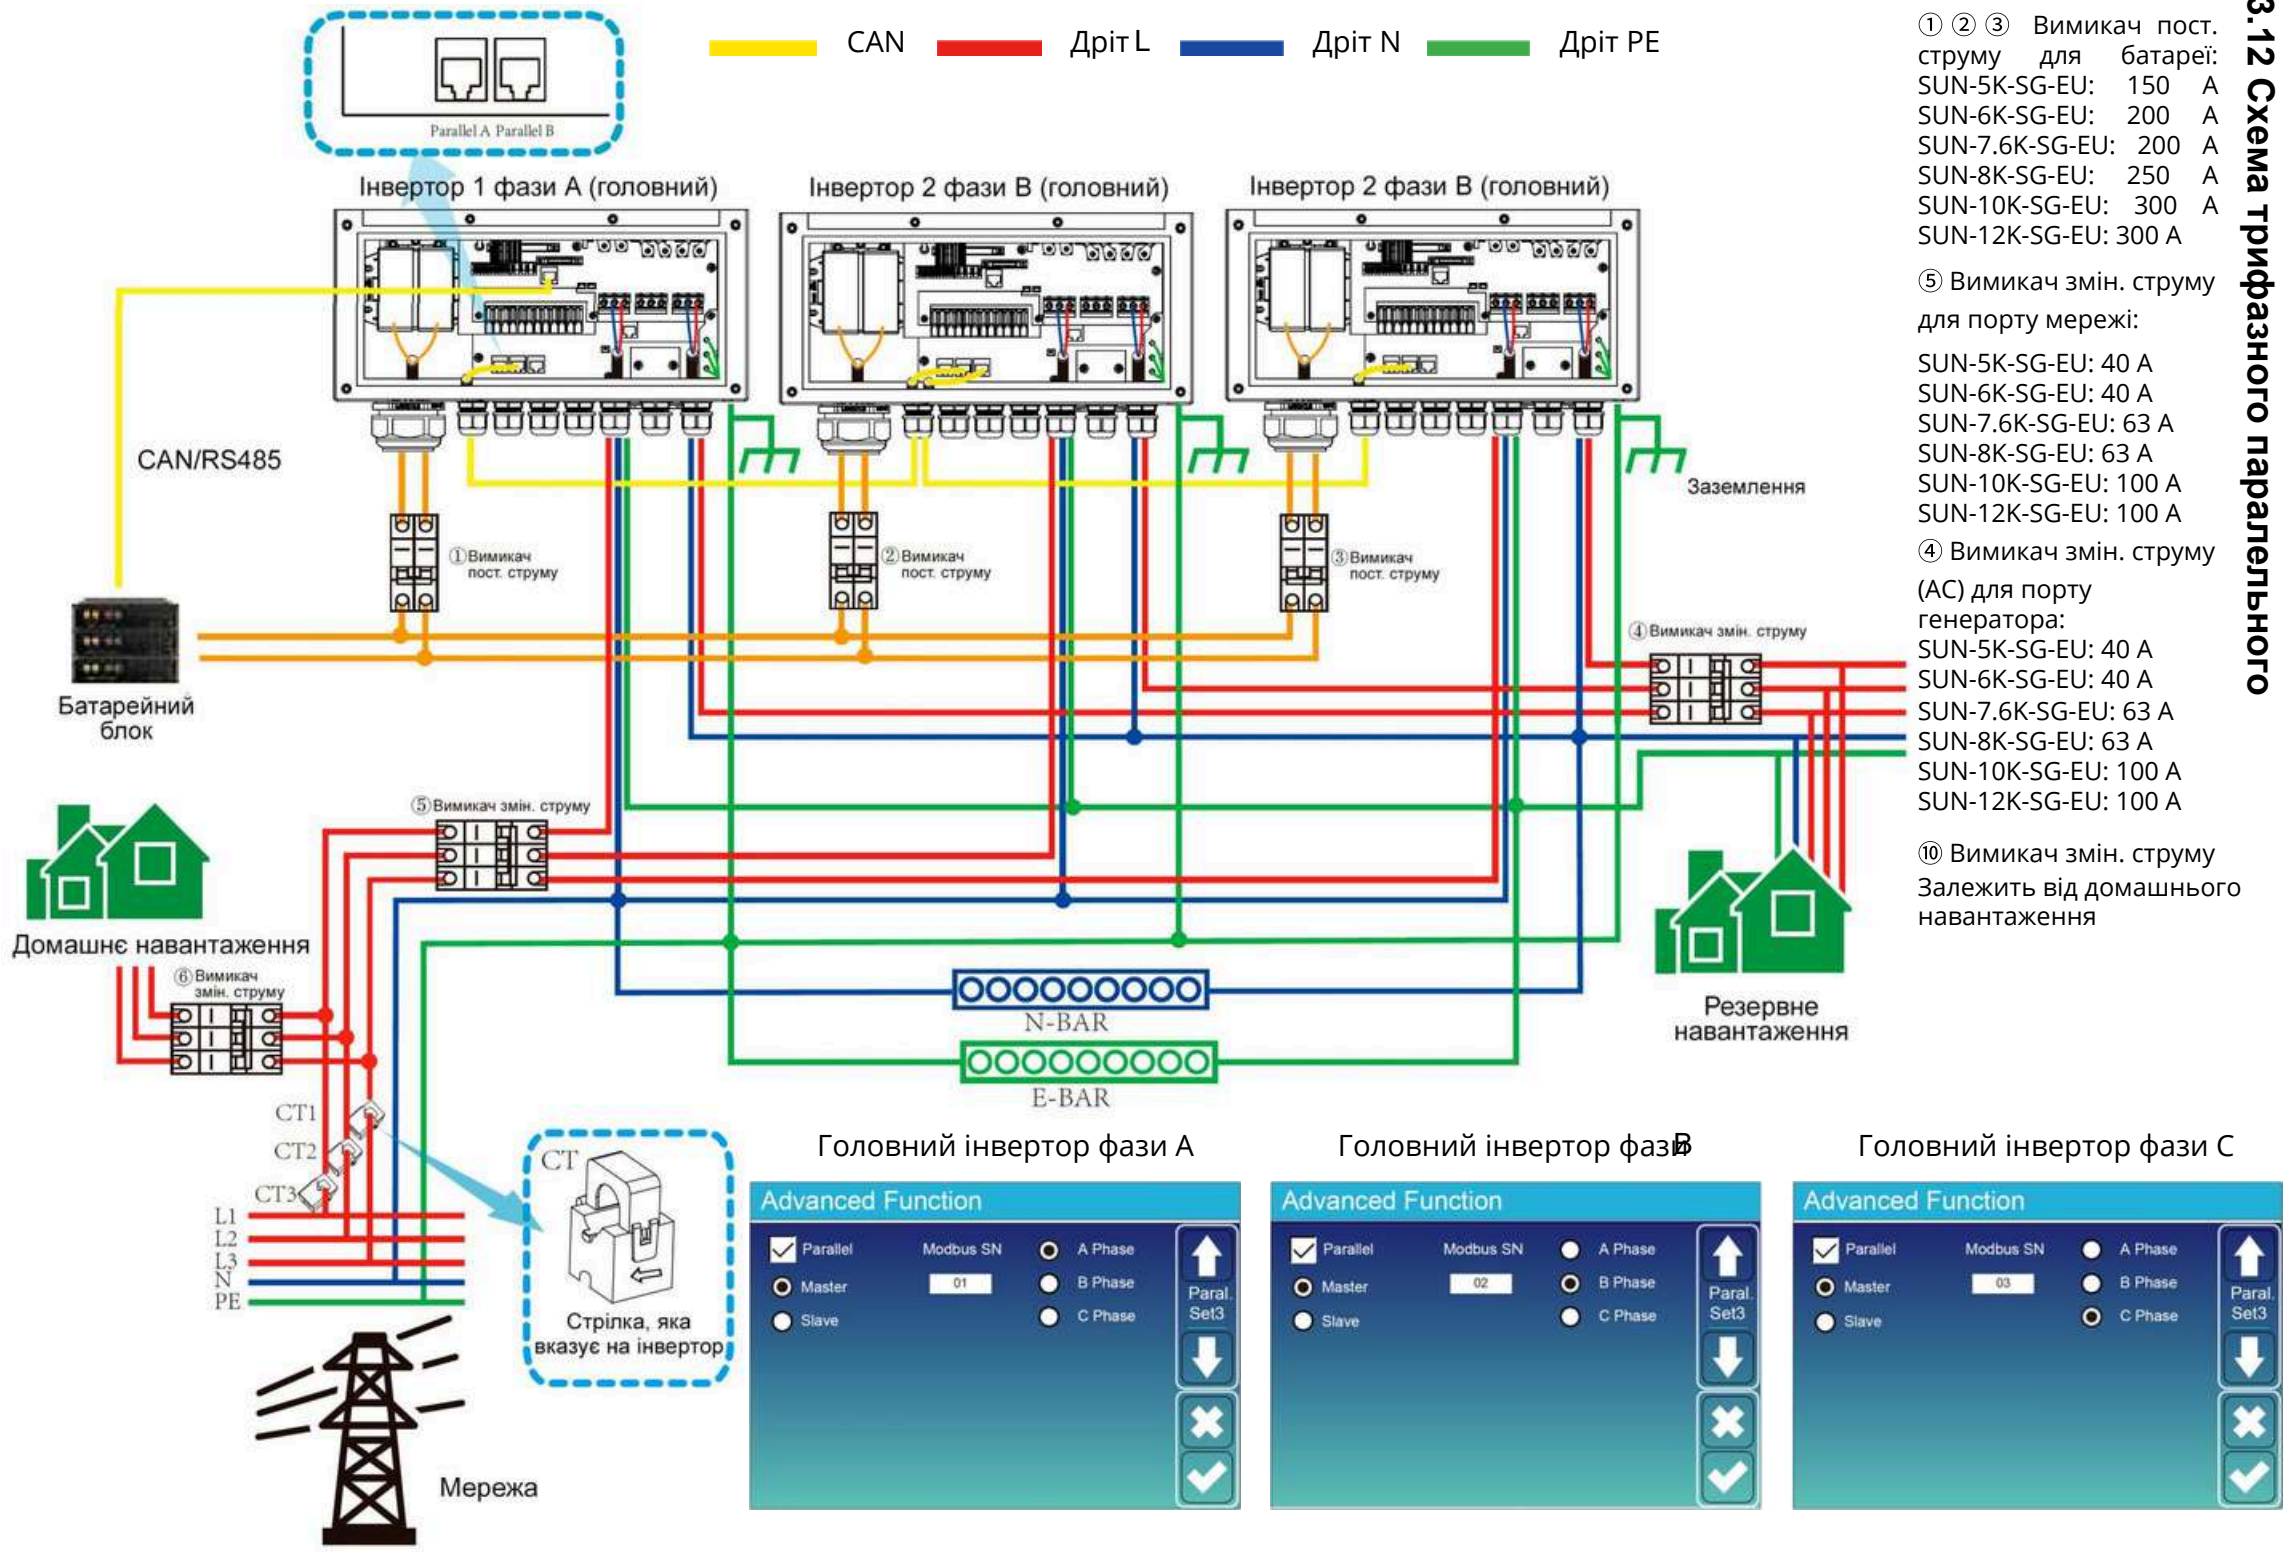 3.12 Схема трифазного паралельного
CAN
Дріт L
Дріт N
Дріт PE
Parallel A Parallel B
Інвертор 1 фази A (головний)
Інвертор 2 фази B (головний)
Інвертор 2 фази B (головний)
CAN/RS485
Заземлення
①Вимикач
пост. струму
②Вимикач
пост. струму
③Вимикач
пост. струму
④Вимикач змін. струму
Батарейний
блок
⑤Вимикач змін. струму
Домашнє навантаження
⑥Вимикач
змін. струму
N-BAR
E-BAR
Резервне
навантаження
CT1
CT2
CT3
L1
L2
L3
N
PE
CT
Стрілка, яка
вказує на інвертор
Мережа
① ② ③ Вимикач пост.
струму для батареї:
SUN-5K-SG-EU: 150 A
SUN-6K-SG-EU: 200 A
SUN-7.6K-SG-EU: 200 A
SUN-8K-SG-EU: 250 A
SUN-10K-SG-EU: 300 A
SUN-12K-SG-EU: 300 A
⑤ Вимикач змін. струму
для порту мережі:
SUN-5K-SG-EU: 40 A
SUN-6K-SG-EU: 40 A
SUN-7.6K-SG-EU: 63 A
SUN-8K-SG-EU: 63 A
SUN-10K-SG-EU: 100 A
SUN-12K-SG-EU: 100 A
④ Вимикач змін. струму
(AC) для порту
генератора:
SUN-5K-SG-EU: 40 A
SUN-6K-SG-EU: 40 A
SUN-7.6K-SG-EU: 63 A
SUN-8K-SG-EU: 63 A
SUN-10K-SG-EU: 100 A
SUN-12K-SG-EU: 100 A
⑩ Вимикач змін. струму
Залежить від домашнього
навантаження
Головний інвертор фази A
Advanced Function
Parallel Modbus SN A Phase
Master 01 B Phase
Slave C Phase
Paral.
Set3
Головний інвертор фази B
Advanced Function
Parallel Modbus SN A Phase
Master 02 B Phase
Slave C Phase
Paral.
Set3
Головний інвертор фази C
Advanced Function
Parallel Modbus SN A Phase
Master 03 B Phase
Slave C Phase
Paral.
Set3